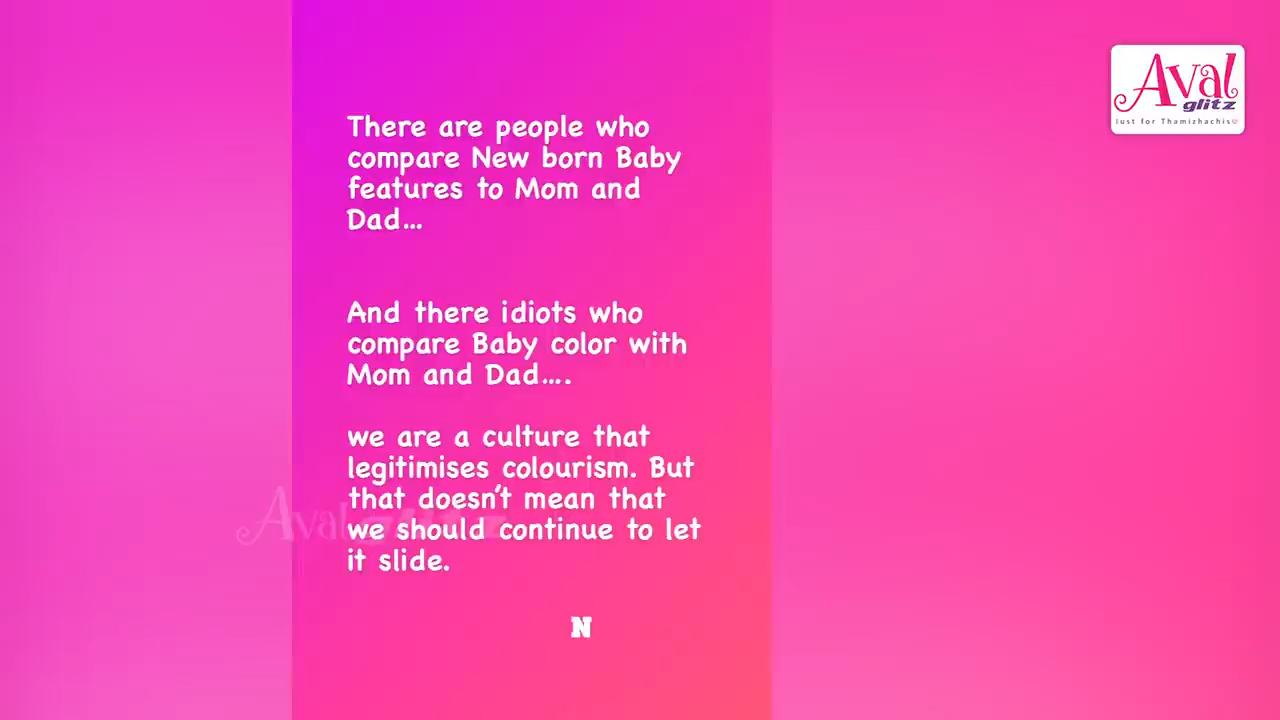 Aval
glitz
Just for Thamizhachis☺
There are people who
compare New born Baby
features to Mom and
Dad...
And there idiots who
compare Baby color with
Mom and Dad....
we are a culture that
legitimises colourism. But
that doesn't mean that
we should continue to let
it slide.
Aval glitz
N